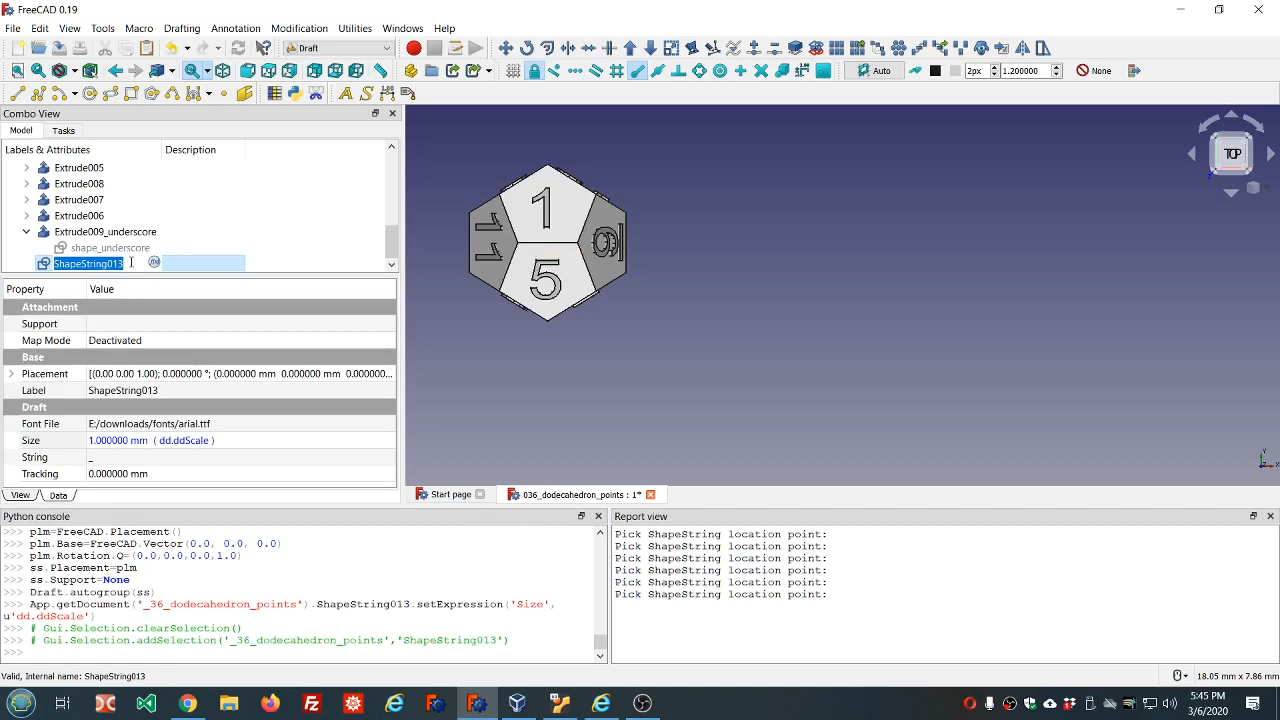 FreeCAD 0.19
File Edit View Tools Macro Drafting Annotation Modification Utilities Windows Help
Draft
Auto 2px 1.200000 None
Combo View
Model Tasks
Labels & Attributes Description
Extrude005
Extrude008
Extrude007
Extrude006
Extrude009_underscore
shape_underscore
ShapeString013
Property Value
Attachment
Support
Map Mode Deactivated
Base
Placement [(0.00 0.00 1.00); 0.000000 °; (0.000000 mm 0.000000 mm 0.000000...
Label ShapeString013
Draft
Font File E:/downloads/fonts/arial.ttf
Size 1.000000 mm ( dd.ddScale )
String _
Tracking 0.000000 mm
View Data
TOP
1
5
Start page 036_dodecahedron_points : 1*
Python console
>>> plm=FreeCAD.Placement()
>>> plm.Base=FreeCAD.Vector(0.0, 0.0, 0.0)
>>> plm.Rotation.Q=(0.0,0.0,0.0,1.0)
>>> ss.Placement=plm
>>> ss.Support=None
>>> Draft.autogroup(ss)
>>> App.getDocument('_36_dodecahedron_points').ShapeString013.setExpression('Size',
u'dd.ddScale')
>>> # Gui.Selection.clearSelection()
>>> # Gui.Selection.addSelection('_36_dodecahedron_points','ShapeString013')
>>>
Report view
Pick ShapeString location point:
Pick ShapeString location point:
Pick ShapeString location point:
Pick ShapeString location point:
Pick ShapeString location point:
Pick ShapeString location point:
Valid, Internal name: ShapeString013
18.05 mm x 7.86 mm
5:45 PM
3/6/2020